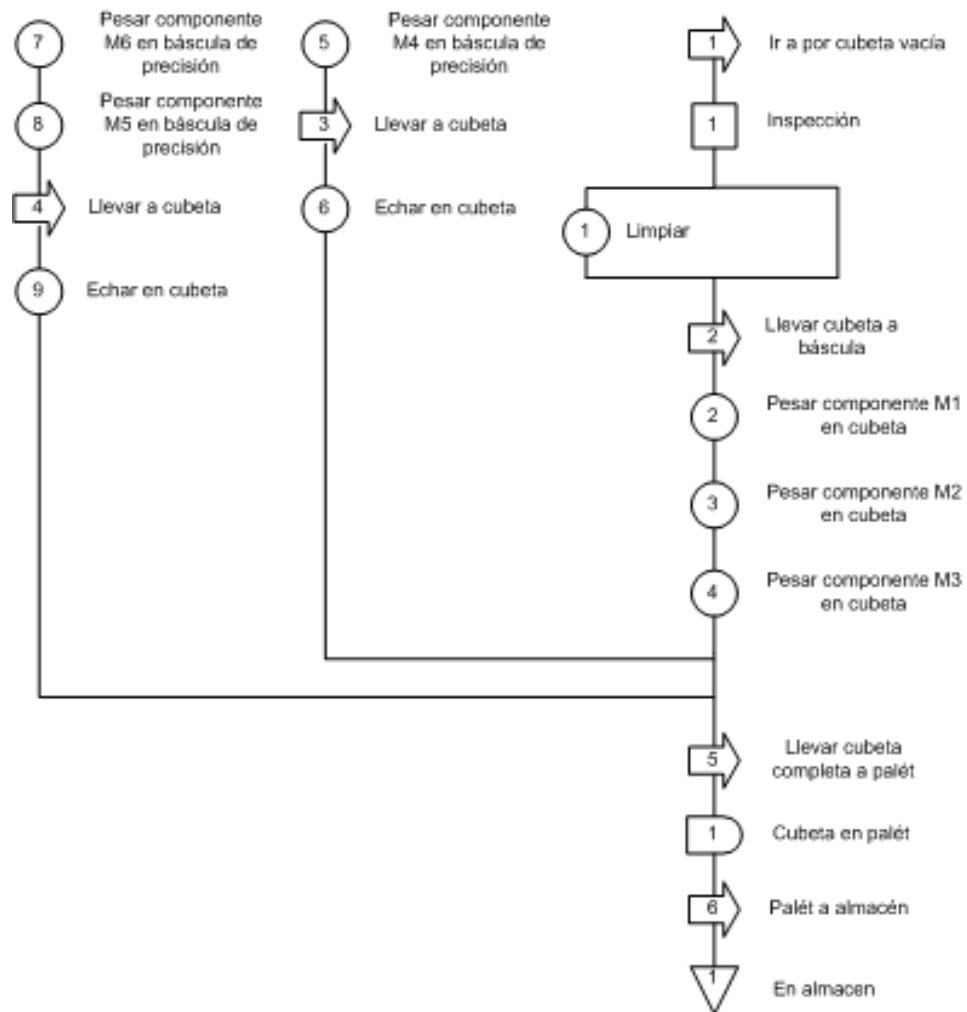 7
Pesar componente
M6 en báscula de
precisión
8
Pesar componente
M5 en báscula de
precisión
4
Llevar a cubeta
9
Echar en cubeta
5
Pesar componente
M4 en báscula de
precisión
3
Llevar a cubeta
6
Echar en cubeta
1
Ir a por cubeta vacía
1
Inspección
1
Limpiar
2
Llevar cubeta a
báscula
2
Pesar componente M1
en cubeta
3
Pesar componente M2
en cubeta
4
Pesar componente M3
en cubeta
5
Llevar cubeta
completa a palét
1
Cubeta en palét
6
Palét a almacén
1
En almacen